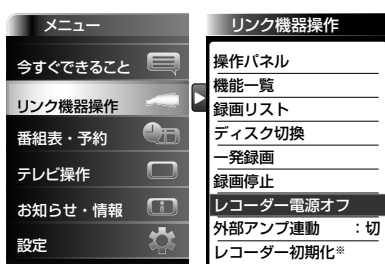 メニュー
今すぐできること
リンク機器操作
番組表・予約
テレビ操作
お知らせ・情報
設定
リンク機器操作
操作パネル
機能一覧
録画リスト
ディスク切換
一発録画
録画停止
レコーダー電源オフ
外部アンプ連動 ：切
レコーダー初期化※